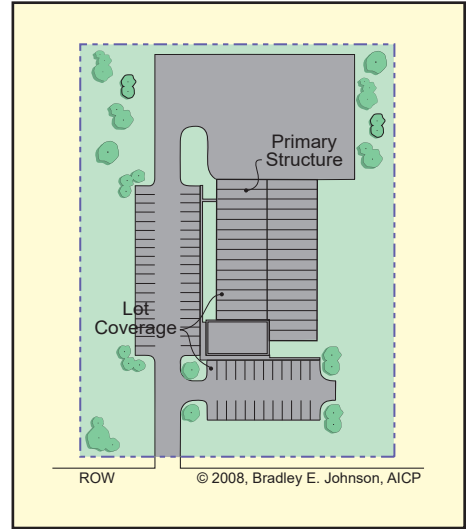 Primary
Structure
Lot
Coverage
ROW
© 2008, Bradley E. Johnson, AICP